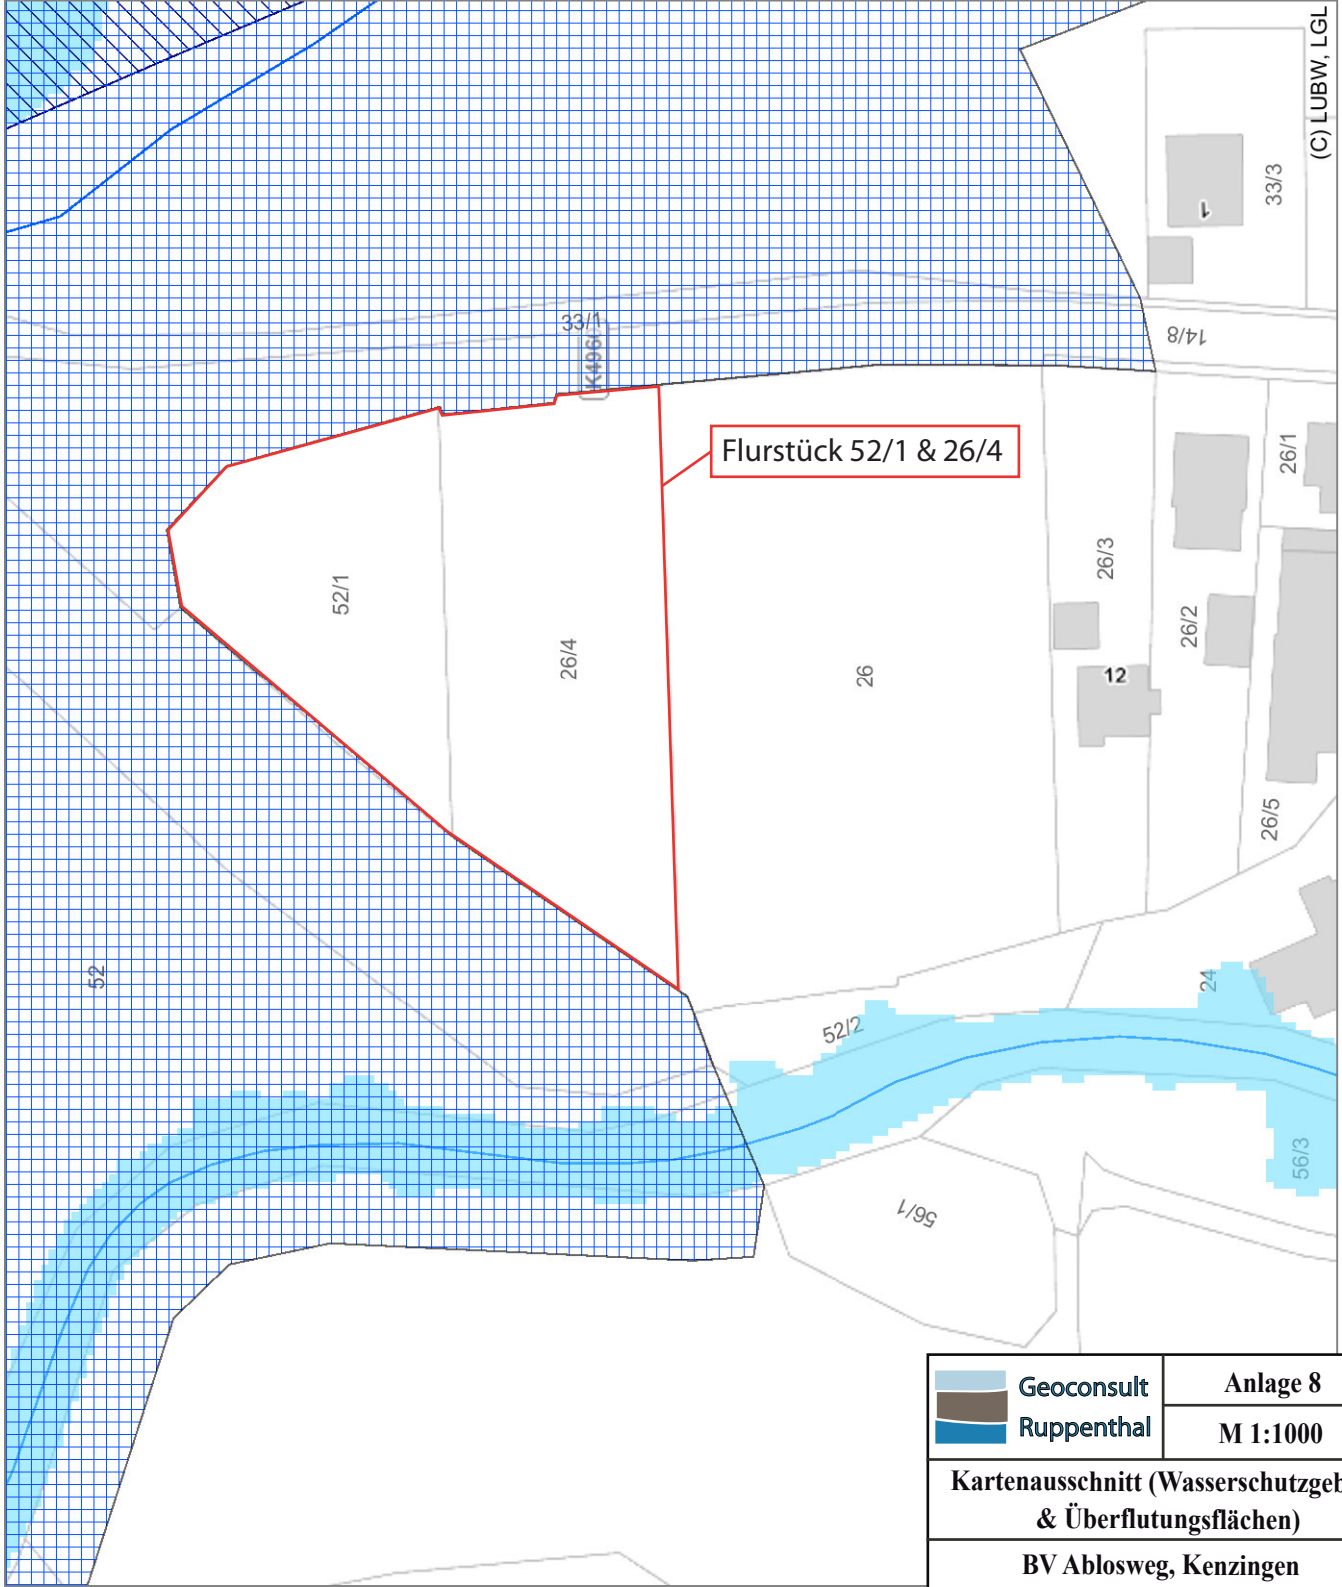 (C) LUBW, LGL
33/3
1
14/8
33/1
Flurstück 52/1 & 26/4
26/1
26/3
52/1
26/2
26/4
26
12
26/5
52
24
52/2
56/3
56/1
Geoconsult
Ruppenthal
Anlage 8
M 1:1000
Kartenausschnitt (Wasserschutzgeb
& Überflutungsflächen)
BV Ablosweg, Kenzingen